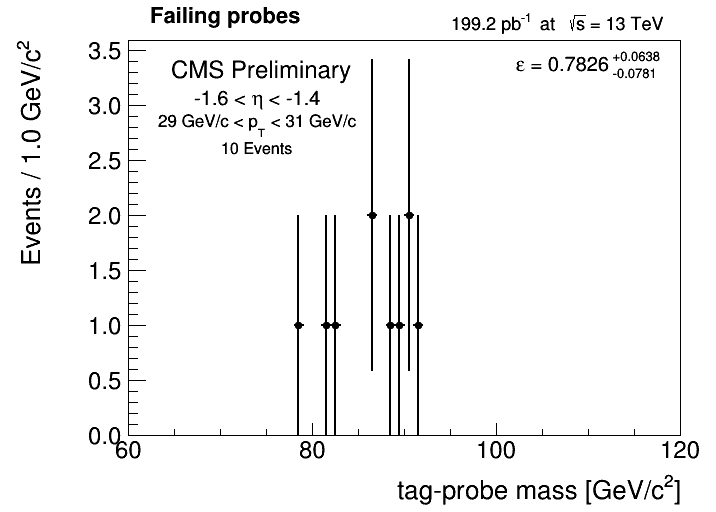 Failing probes
199.2 pb⁻¹ at √s = 13 TeV
CMS Preliminary
-1.6 < η < -1.4
29 GeV/c < p_T < 31 GeV/c
10 Events
ε = 0.7826 +0.0638 -0.0781
Events / 1.0 GeV/c²
3.5
3.0
2.5
2.0
1.5
1.0
0.5
0.0
60 80 100 120
tag-probe mass [GeV/c²]